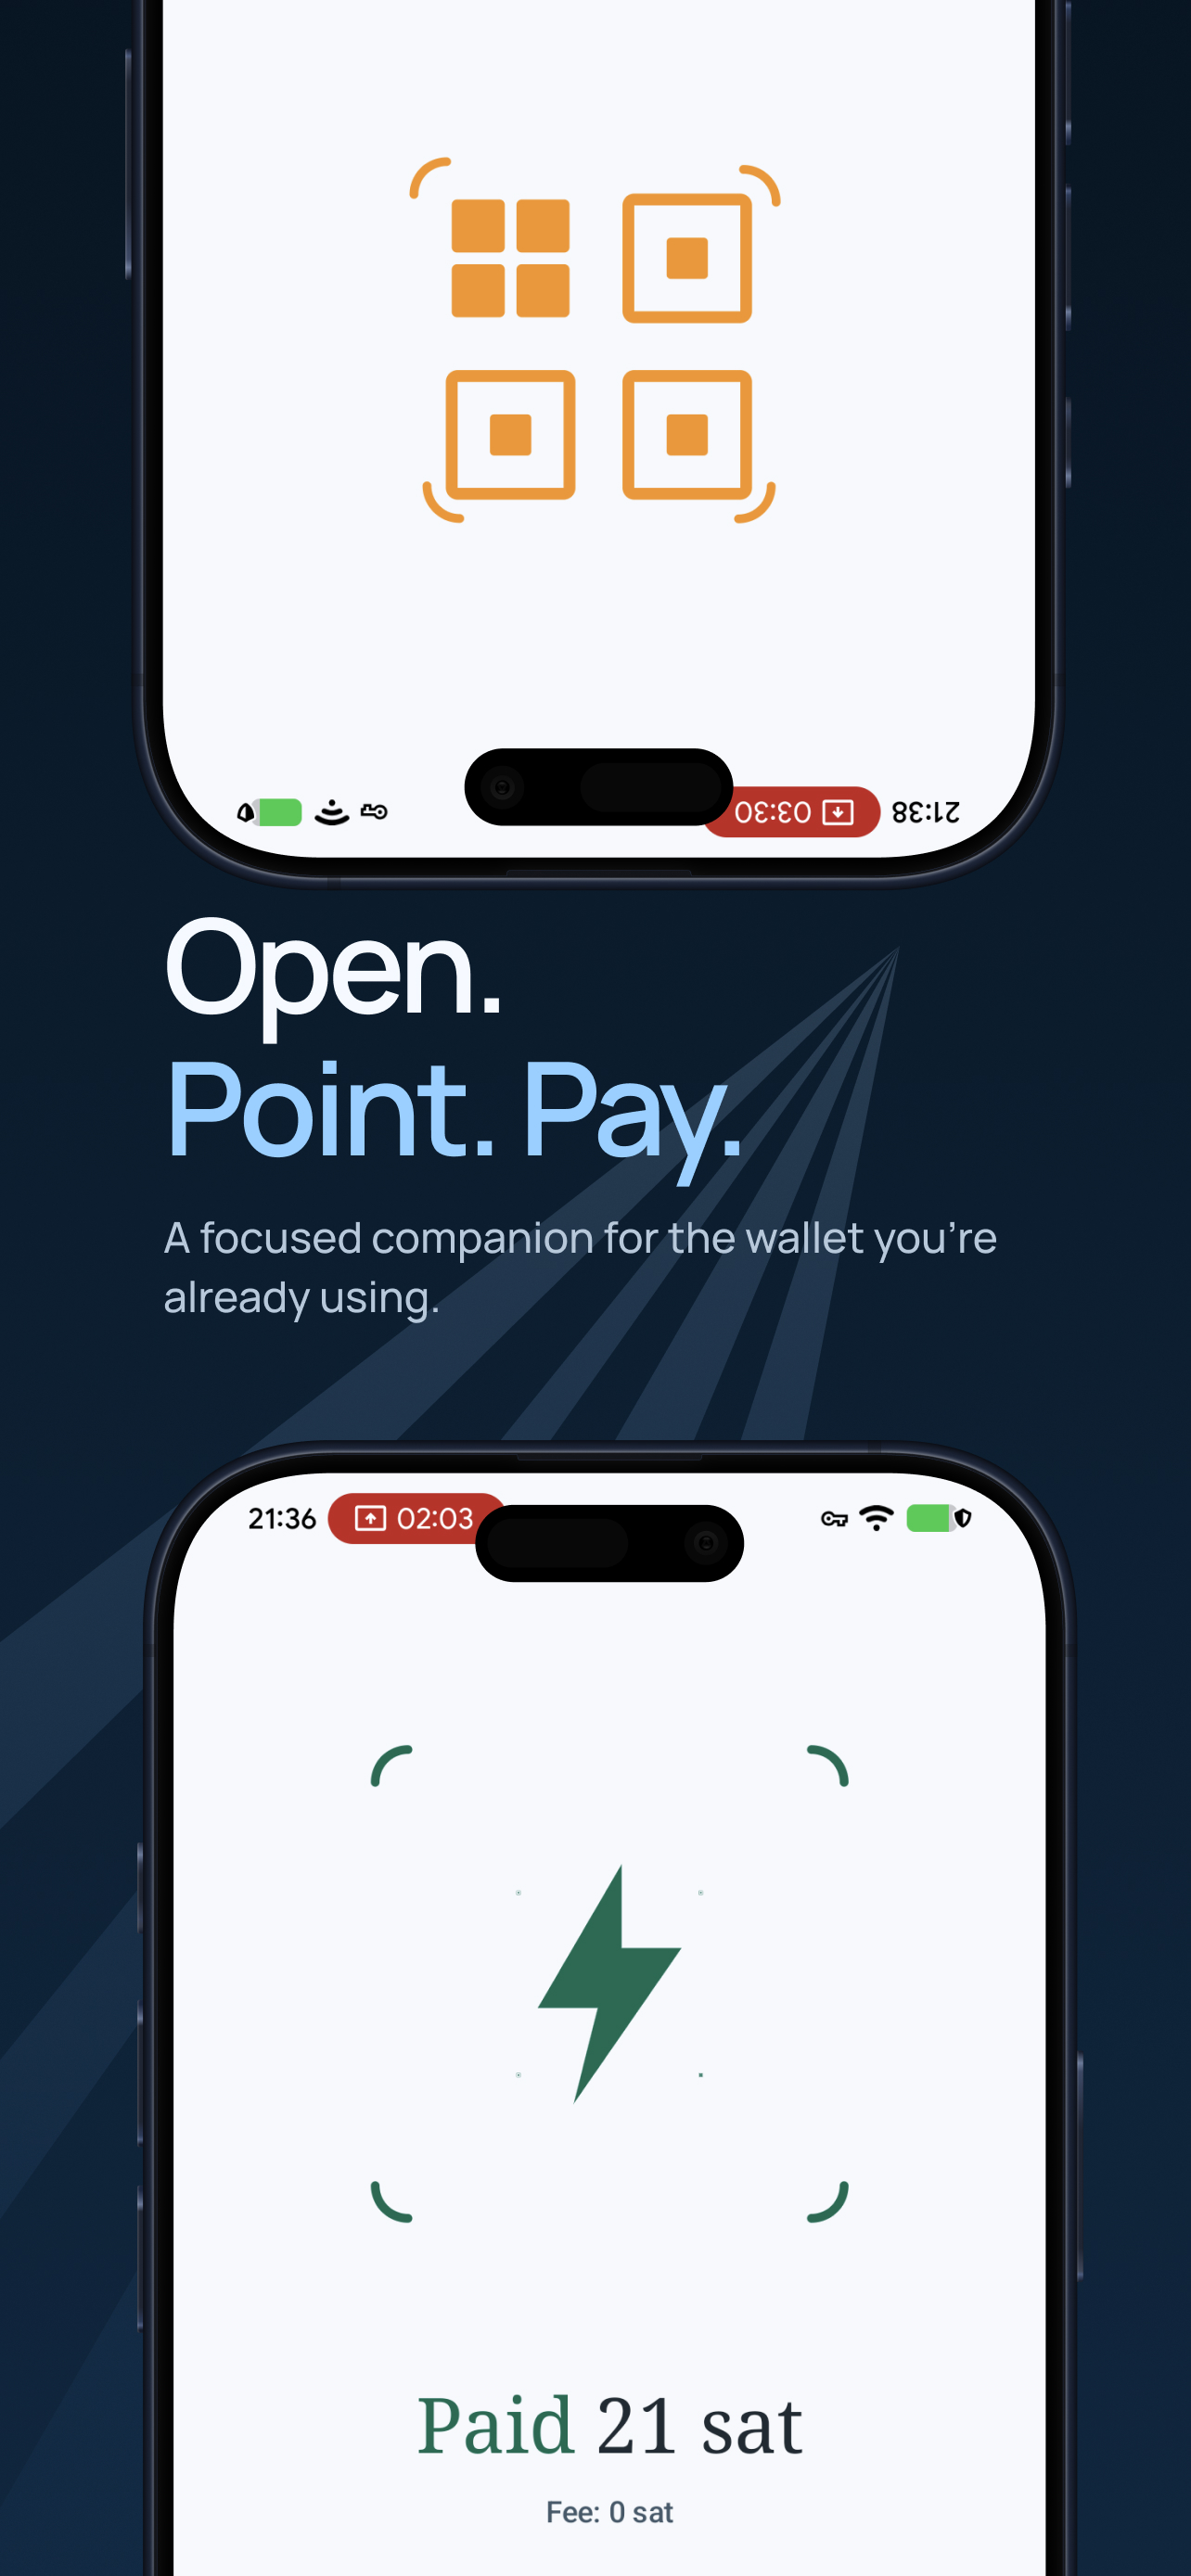 03:30 21:38
Open.
Point. Pay.
A focused companion for the wallet you’re
already using.
21:36 02:03
Paid 21 sat
Fee: 0 sat